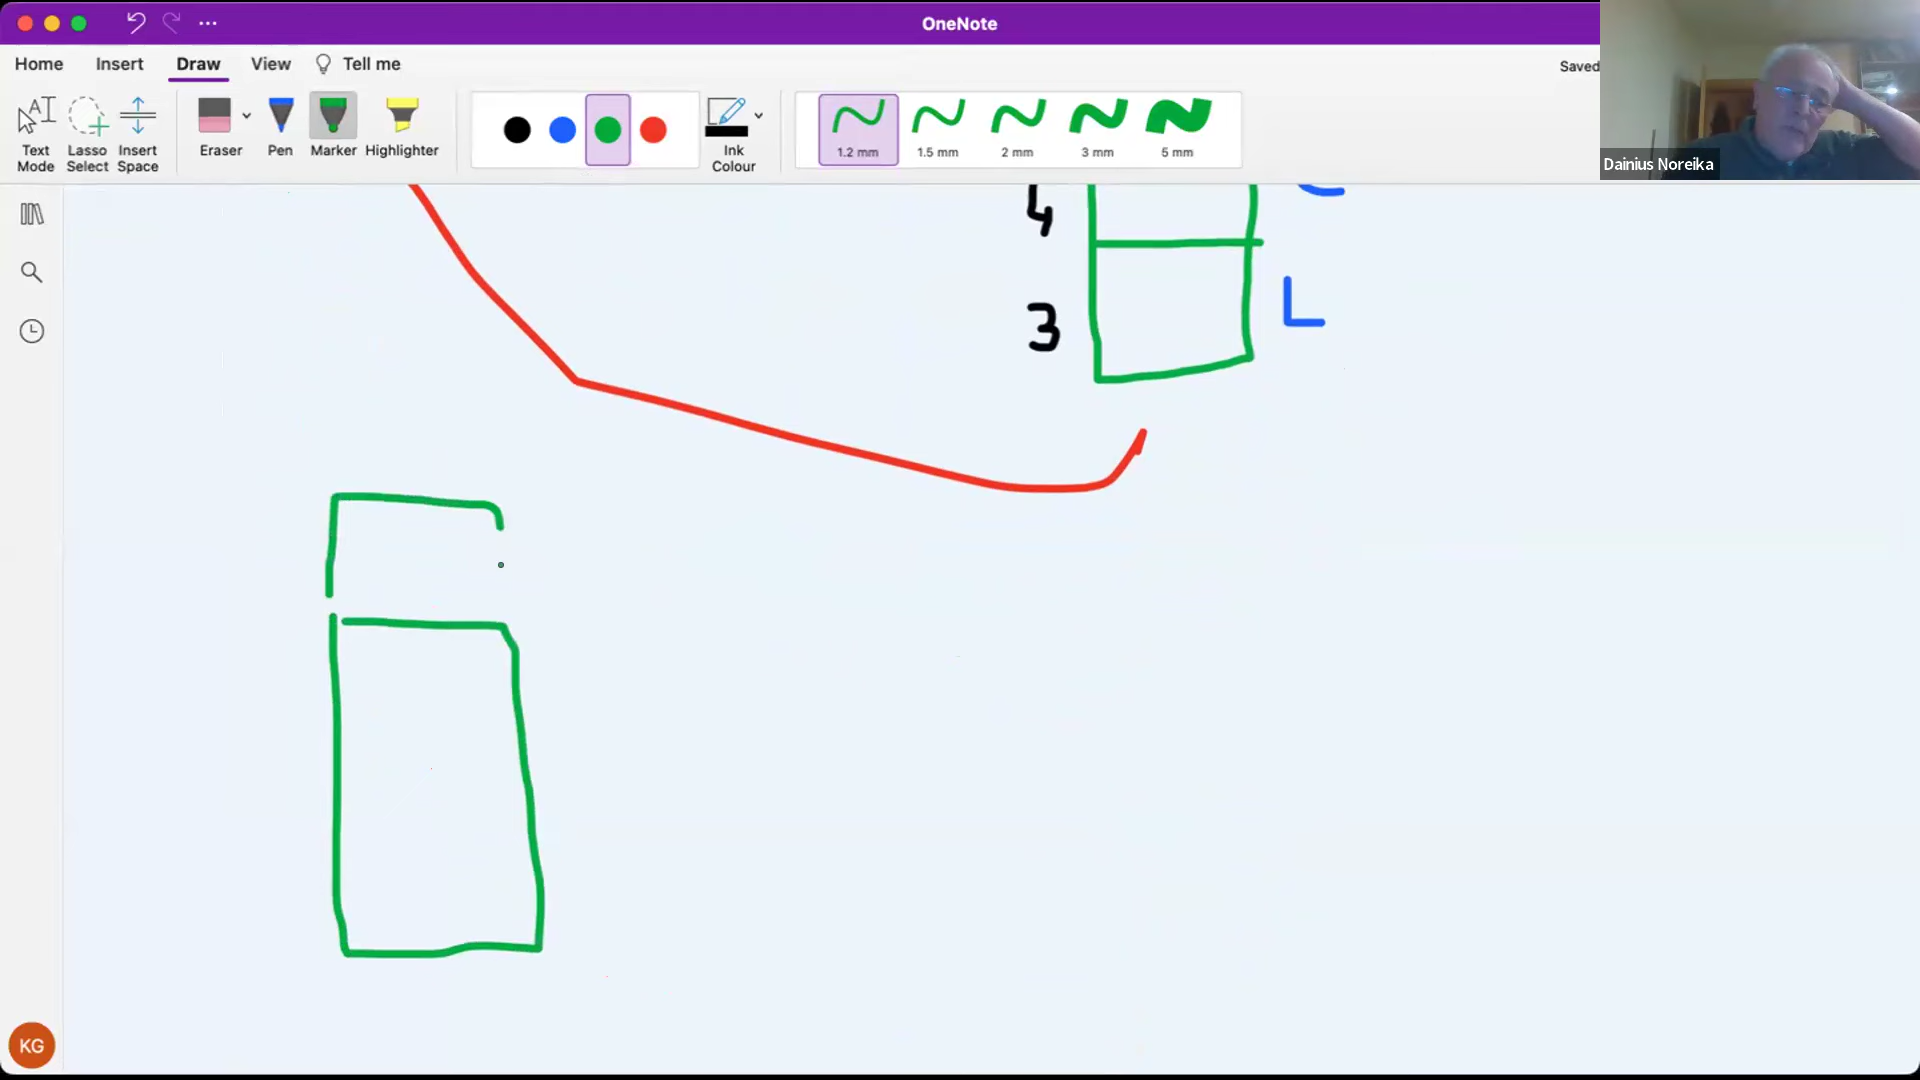 OneNote
Home Insert Draw View Tell me
Saved
Text Mode
Lasso Select
Insert Space
Eraser
Pen
Marker
Highlighter
Ink Colour
1.2 mm
1.5 mm
2 mm
3 mm
5 mm
Dainius Noreika
4
3 L
KG